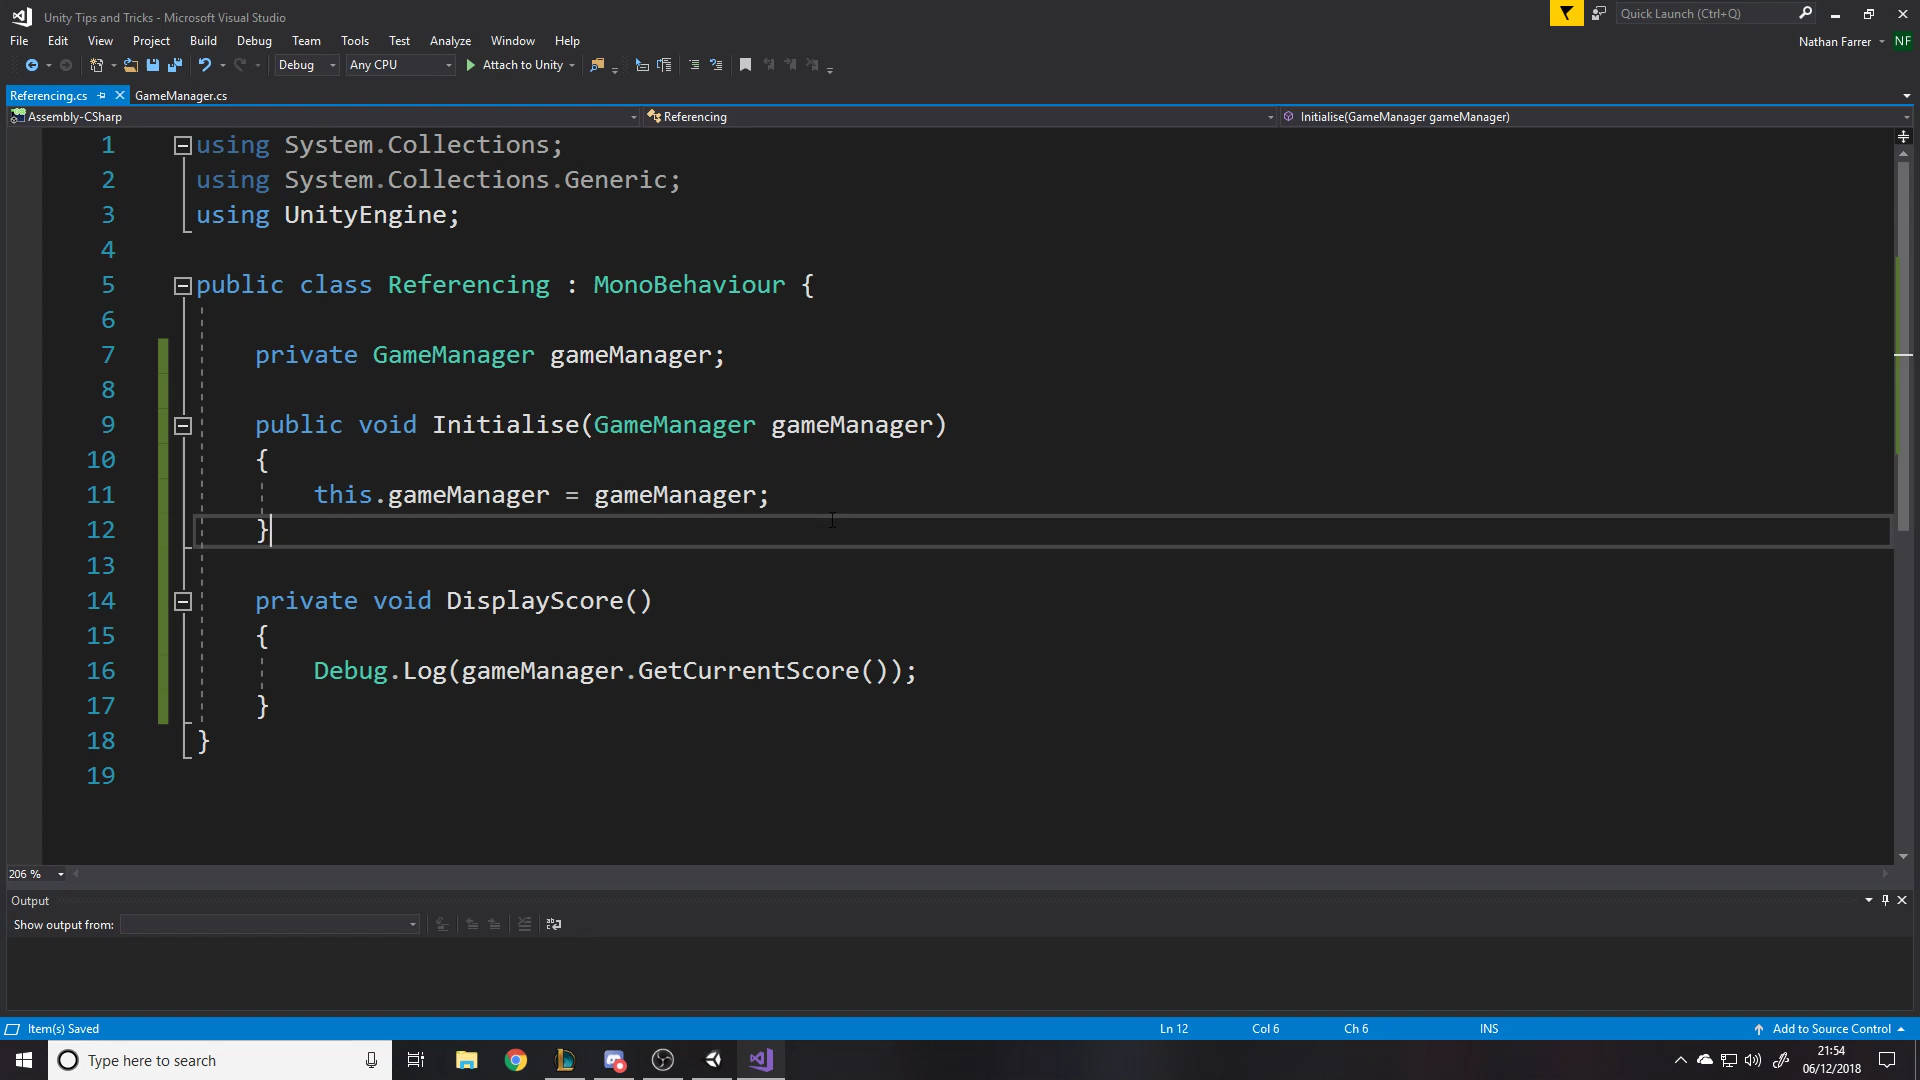 Unity Tips and Tricks - Microsoft Visual Studio
Quick Launch (Ctrl+Q)
File Edit View Project Build Debug Team Tools Test Analyze Window Help
Nathan Farrer NF
Debug Any CPU Attach to Unity
Referencing.cs GameManager.cs
Assembly-CSharp Referencing Initialise(GameManager gameManager)
1 using System.Collections;
2 using System.Collections.Generic;
3 using UnityEngine;
4
5 public class Referencing : MonoBehaviour {
6
7 private GameManager gameManager;
8
9 public void Initialise(GameManager gameManager)
10 {
11 this.gameManager = gameManager;
12 }
13
14 private void DisplayScore()
15 {
16 Debug.Log(gameManager.GetCurrentScore());
17 }
18 }
19
206 %
Output
Show output from:
Item(s) Saved Ln 12 Col 6 Ch 6 INS Add to Source Control
Type here to search
21:54
06/12/2018